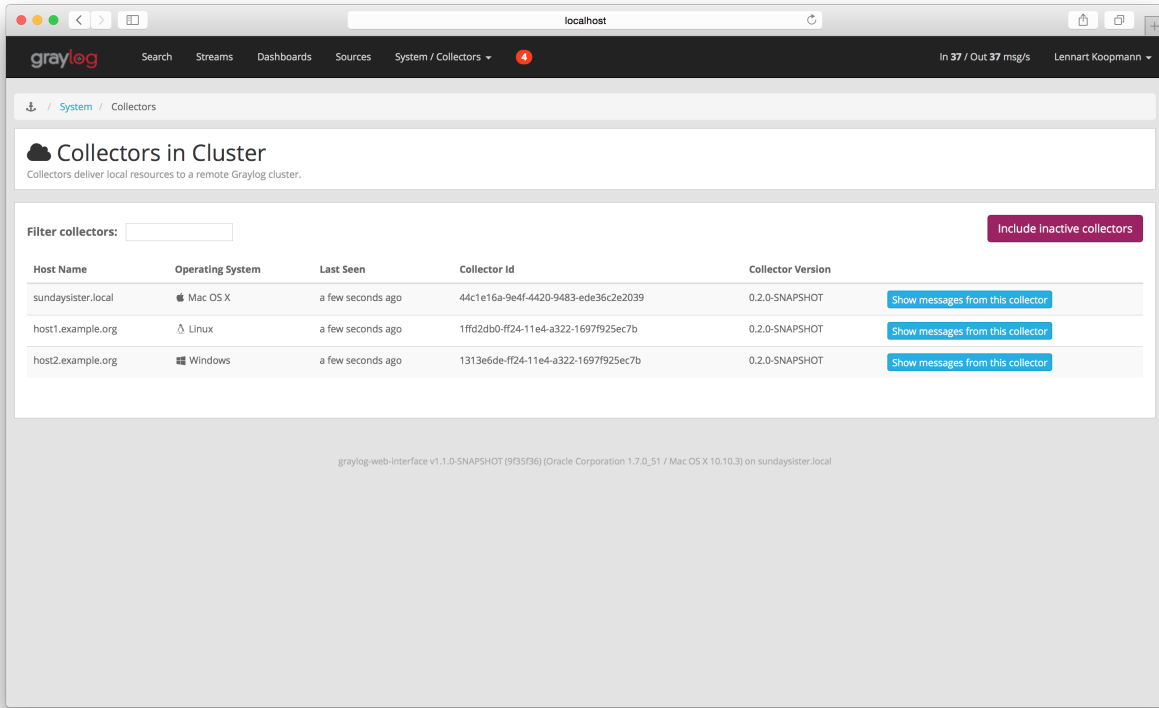 localhost
graylog Search Streams Dashboards Sources System / Collectors 4 In 37 / Out 37 msg/s Lennart Koopmann
/ System / Collectors
Collectors in Cluster
Collectors deliver local resources to a remote Graylog cluster.
Filter collectors: Include inactive collectors
Host Name Operating System Last Seen Collector Id Collector Version
sundaysister.local Mac OS X a few seconds ago 44c1e16a-9e4f-4420-9483-ede36c2e2039 0.2.0-SNAPSHOT Show messages from this collector
host1.example.org Linux a few seconds ago 1ffd2db0-ff24-11e4-a322-1697f925ec7b 0.2.0-SNAPSHOT Show messages from this collector
host2.example.org Windows a few seconds ago 1313e6de-ff24-11e4-a322-1697f925ec7b 0.2.0-SNAPSHOT Show messages from this collector
graylog-web-interface v1.1.0-SNAPSHOT (9f35f36) (Oracle Corporation 1.7.0_51 / Mac OS X 10.10.3) on sundaysister.local